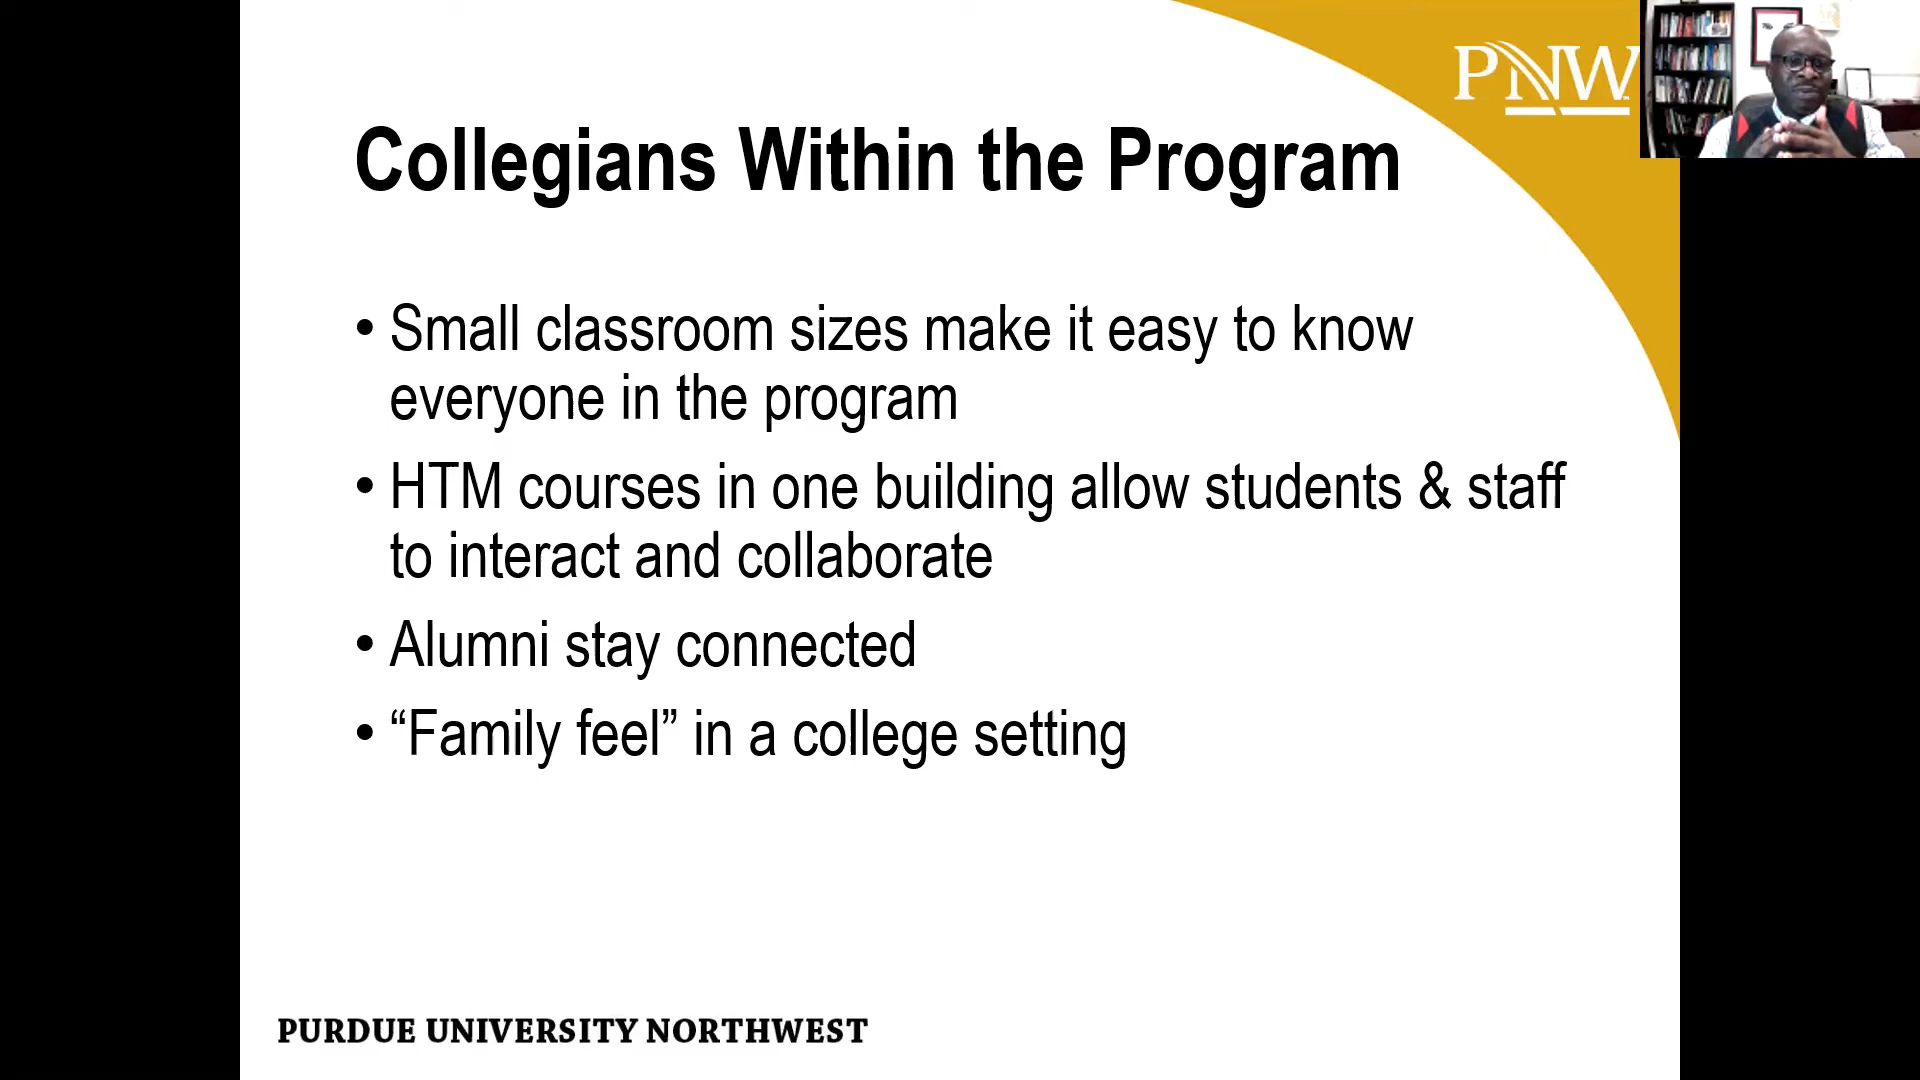 PNW
Collegians Within the Program
• Small classroom sizes make it easy to know
everyone in the program
• HTM courses in one building allow students & staff
to interact and collaborate
• Alumni stay connected
• “Family feel” in a college setting
PURDUE UNIVERSITY NORTHWEST